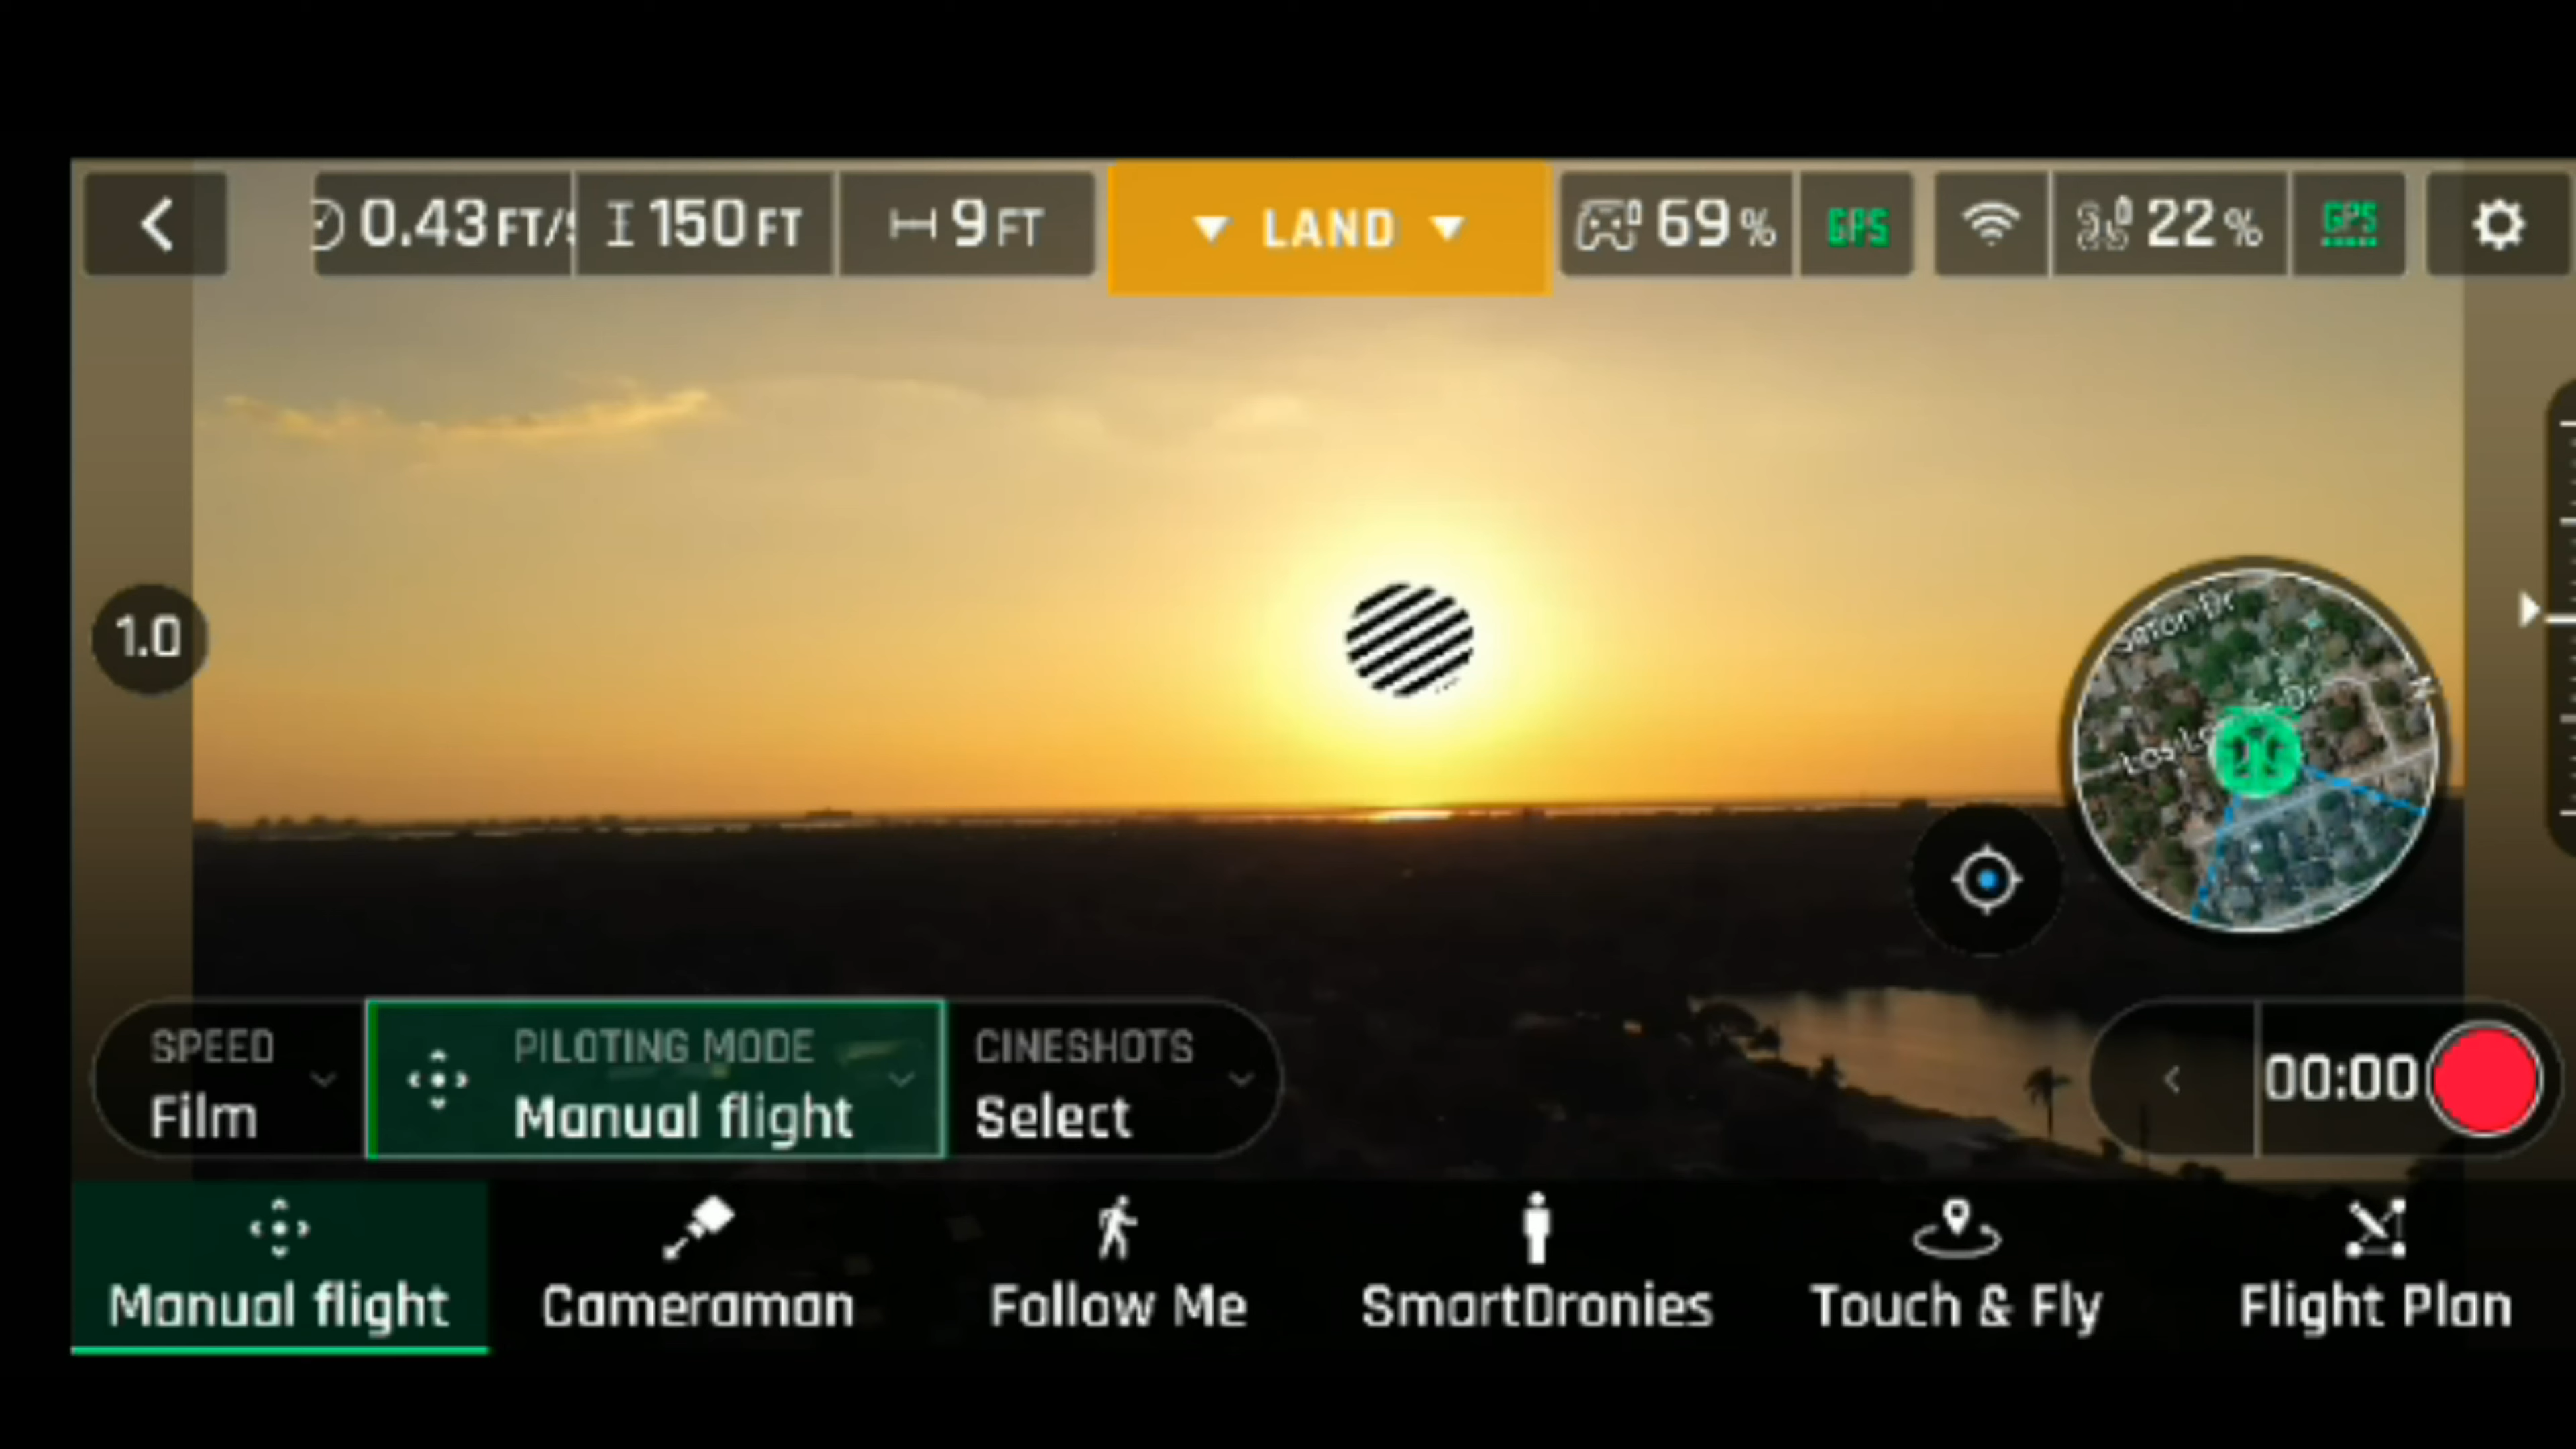 0.43 FT/s
150 FT
9 FT
LAND
69 %
GPS
22 %
GPS
1.0
SPEED
Film
PILOTING MODE
Manual flight
CINESHOTS
Select
00:00
Manual flight
Cameraman
Follow Me
SmartDronies
Touch & Fly
Flight Plan